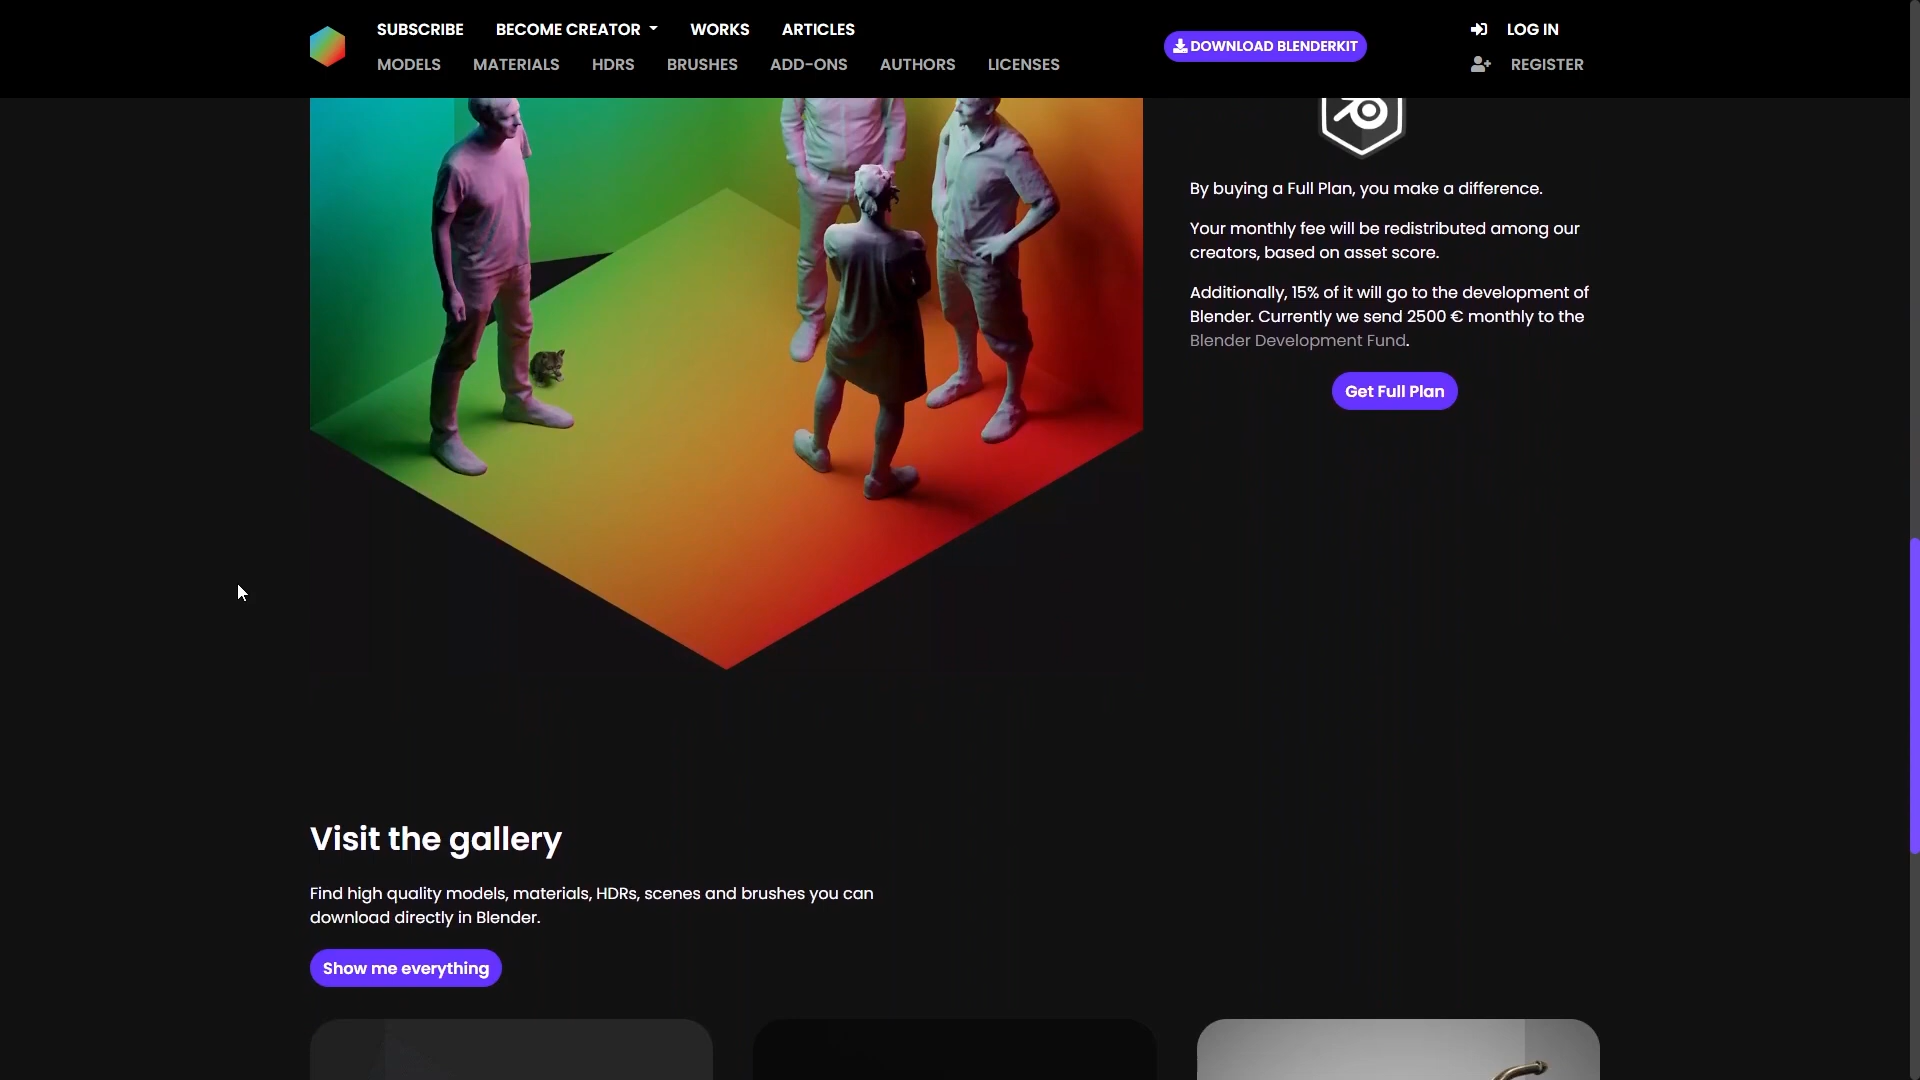 SUBSCRIBE BECOME CREATOR WORKS ARTICLES
MODELS MATERIALS HDRS BRUSHES ADD-ONS AUTHORS LICENSES
DOWNLOAD BLENDERKIT
LOG IN
REGISTER
By buying a Full Plan, you make a difference.
Your monthly fee will be redistributed among our
creators, based on asset score.
Additionally, 15% of it will go to the development of
Blender. Currently we send 2500 € monthly to the
Blender Development Fund.
Get Full Plan
Visit the gallery
Find high quality models, materials, HDRs, scenes and brushes you can
download directly in Blender.
Show me everything